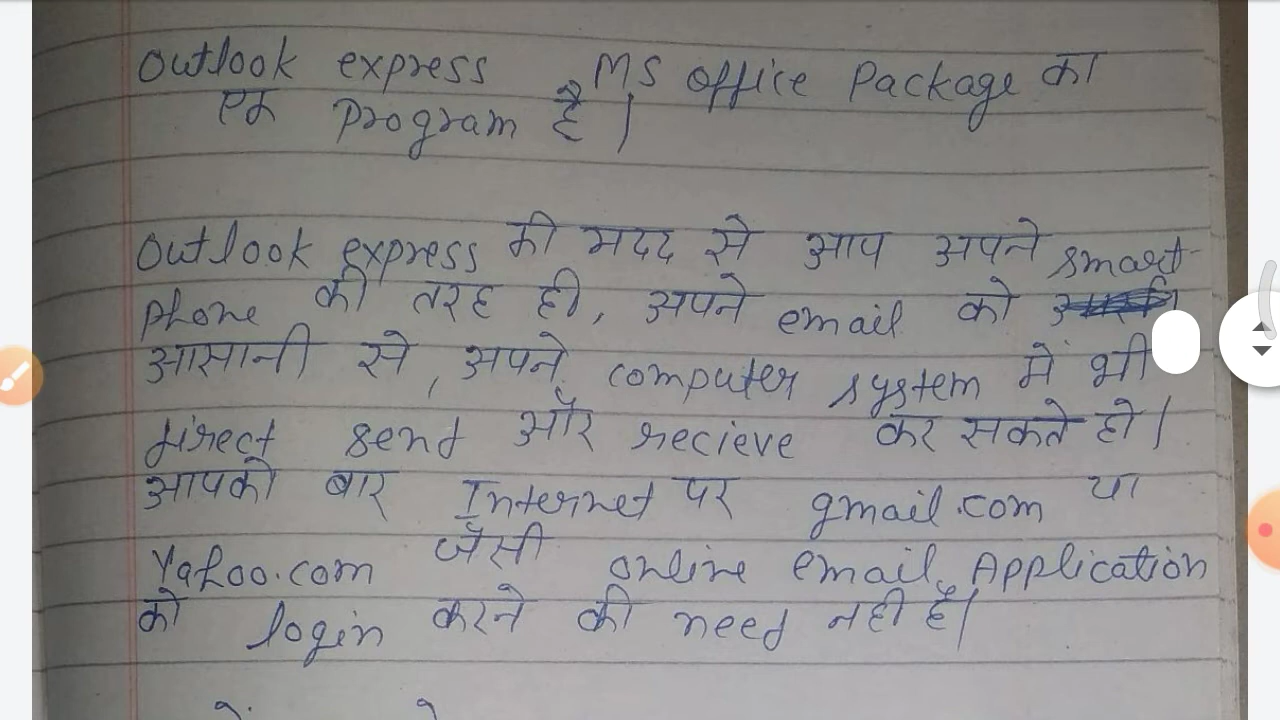 outlook express MS office Package का
एक program है।
outlook express की मदद से आप अपने smart-
phone की तरह ही, अपने email को
आसानी से, अपने computer system में भी
direct send और recieve कर सकते हो।
आपको बार Internet पर gmail.com या
Yahoo.com जैसी online email Application
को login करने की need नही है।